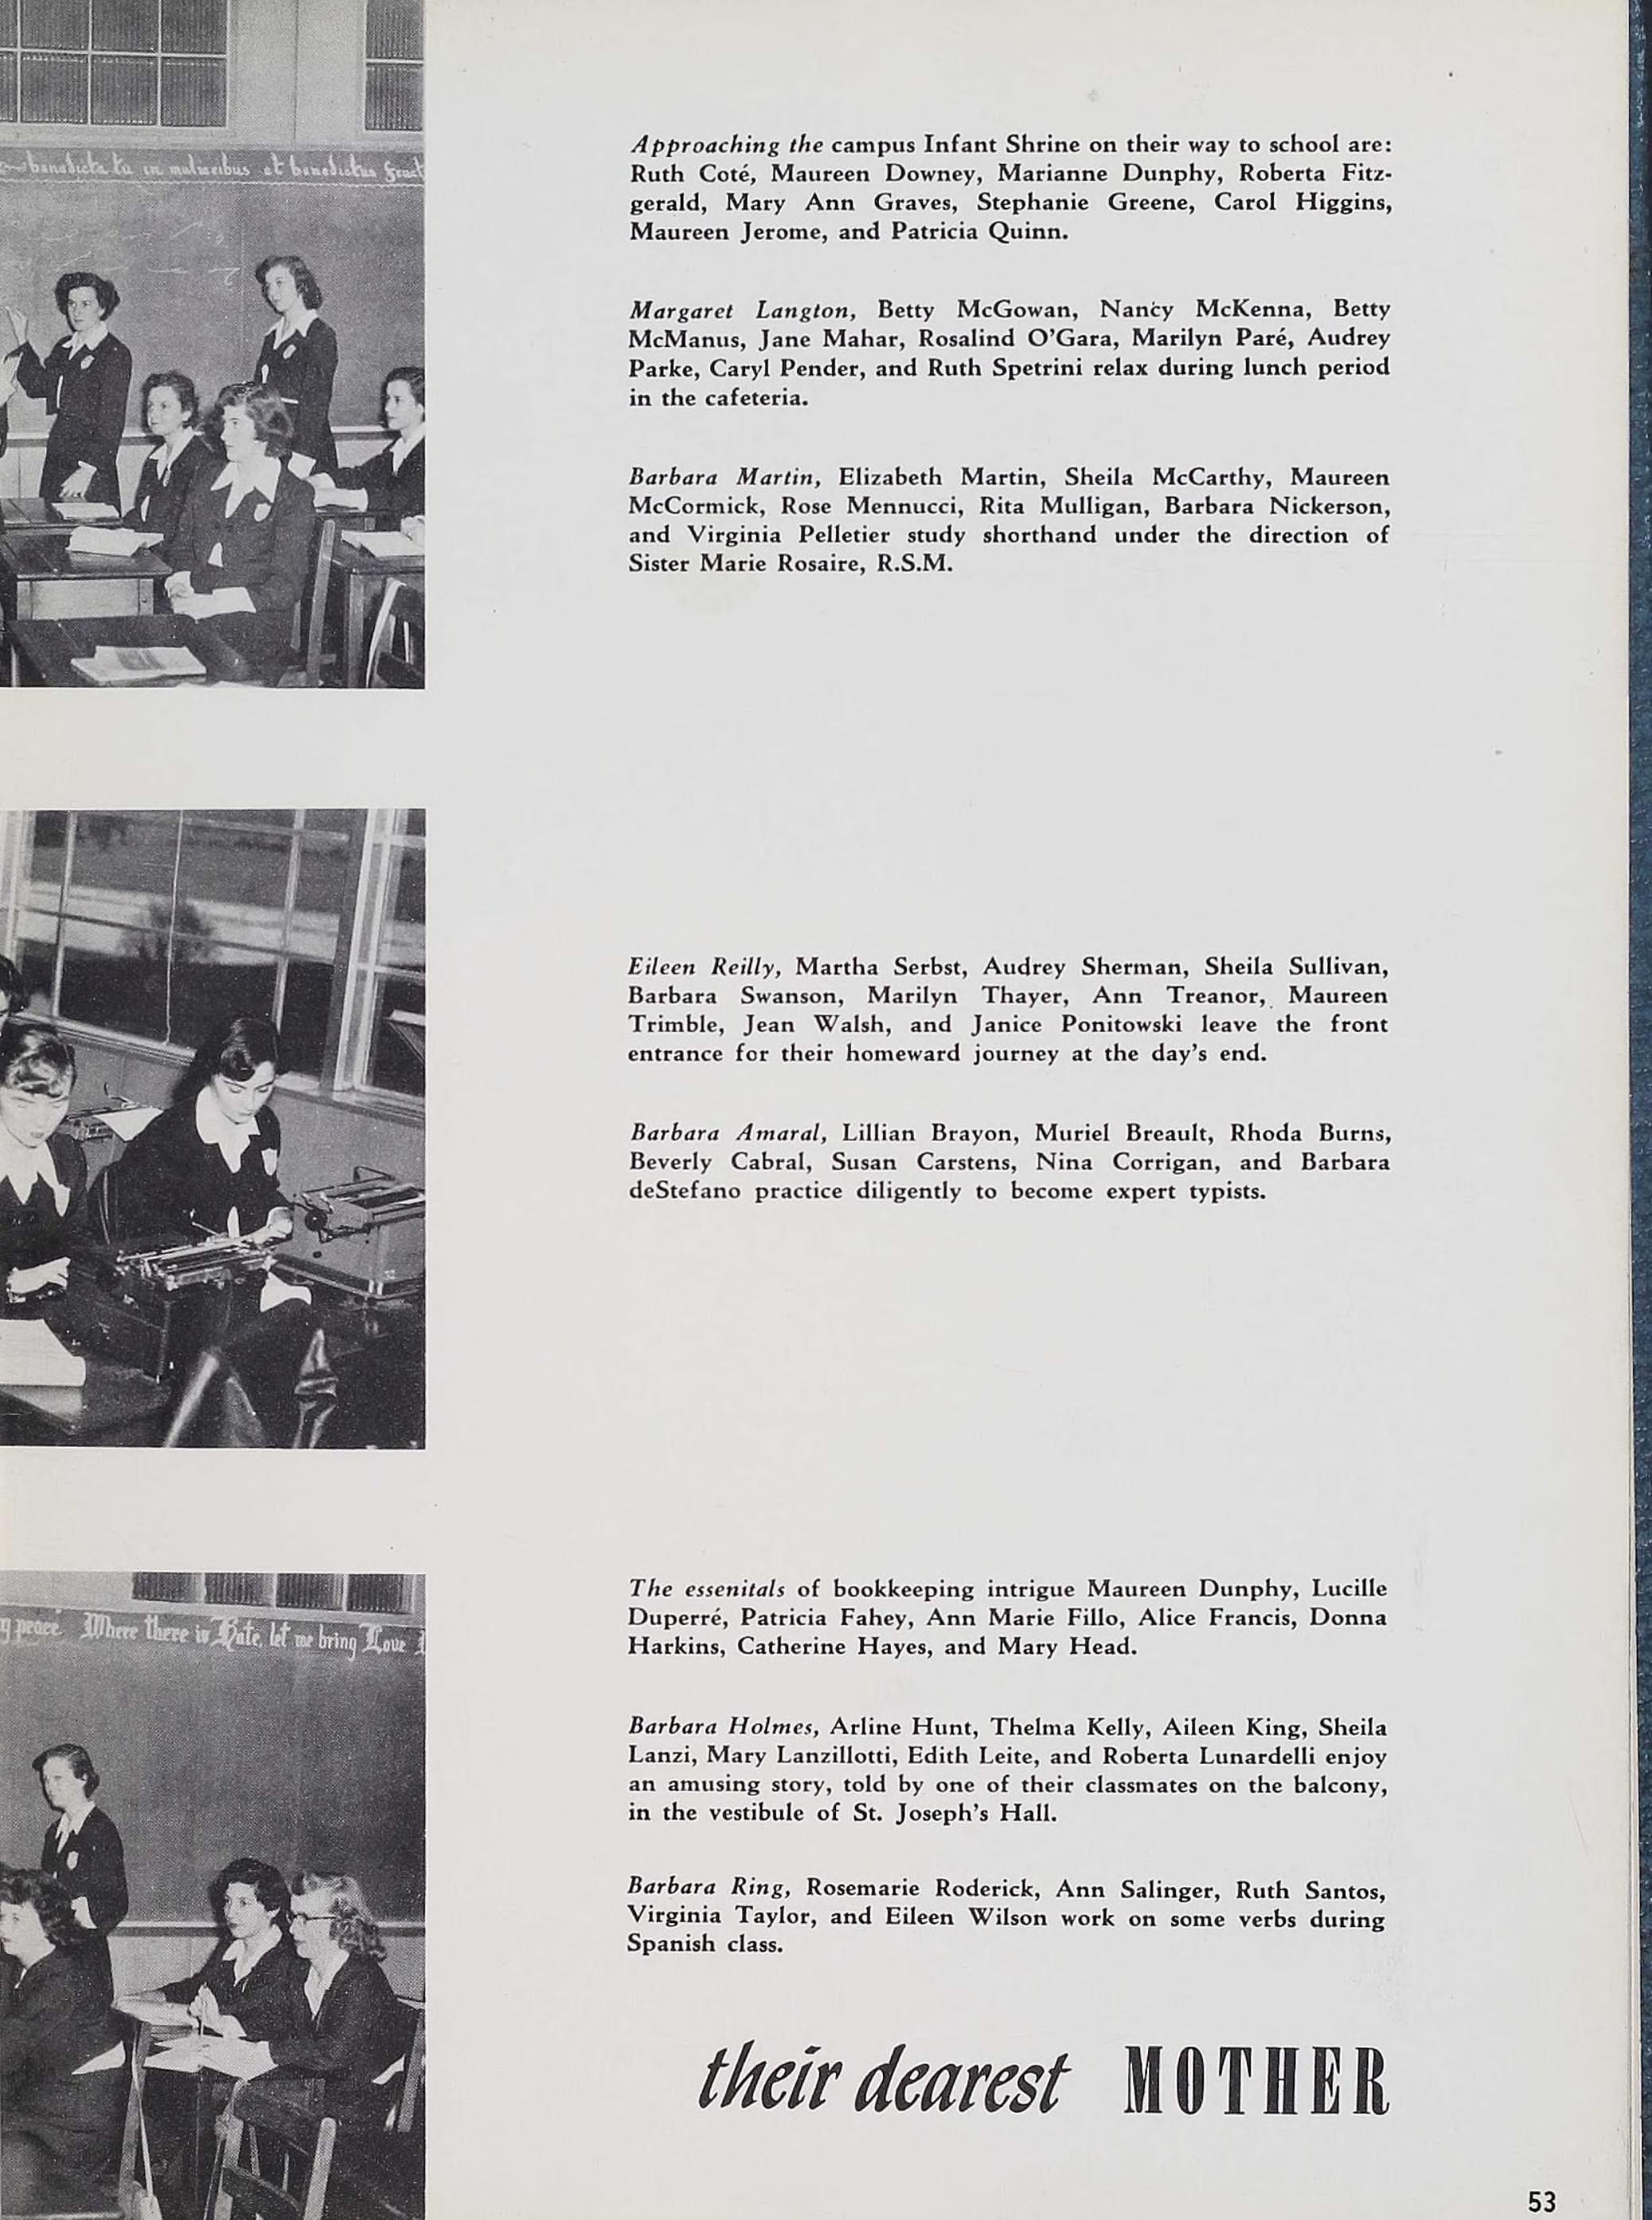 benedicta tu in mulieribus et benedictus fruct
Approaching the campus Infant Shrine on their way to school are:
Ruth Coté, Maureen Downey, Marianne Dunphy, Roberta Fitz-
gerald, Mary Ann Graves, Stephanie Greene, Carol Higgins,
Maureen Jerome, and Patricia Quinn.
Margaret Langton, Betty McGowan, Nancy McKenna, Betty
McManus, Jane Mahar, Rosalind O'Gara, Marilyn Paré, Audrey
Parke, Caryl Pender, and Ruth Spetrini relax during lunch period
in the cafeteria.
Barbara Martin, Elizabeth Martin, Sheila McCarthy, Maureen
McCormick, Rose Mennucci, Rita Mulligan, Barbara Nickerson,
and Virginia Pelletier study shorthand under the direction of
Sister Marie Rosaire, R.S.M.
Eileen Reilly, Martha Serbst, Audrey Sherman, Sheila Sullivan,
Barbara Swanson, Marilyn Thayer, Ann Treanor, Maureen
Trimble, Jean Walsh, and Janice Ponitowski leave the front
entrance for their homeward journey at the day's end.
Barbara Amaral, Lillian Brayon, Muriel Breault, Rhoda Burns,
Beverly Cabral, Susan Carstens, Nina Corrigan, and Barbara
deStefano practice diligently to become expert typists.
y peace. Where there is Hate, let me bring Love
The essenitals of bookkeeping intrigue Maureen Dunphy, Lucille
Duperré, Patricia Fahey, Ann Marie Fillo, Alice Francis, Donna
Harkins, Catherine Hayes, and Mary Head.
Barbara Holmes, Arline Hunt, Thelma Kelly, Aileen King, Sheila
Lanzi, Mary Lanzillotti, Edith Leite, and Roberta Lunardelli enjoy
an amusing story, told by one of their classmates on the balcony,
in the vestibule of St. Joseph's Hall.
Barbara Ring, Rosemarie Roderick, Ann Salinger, Ruth Santos,
Virginia Taylor, and Eileen Wilson work on some verbs during
Spanish class.
their dearest MOTHER
53